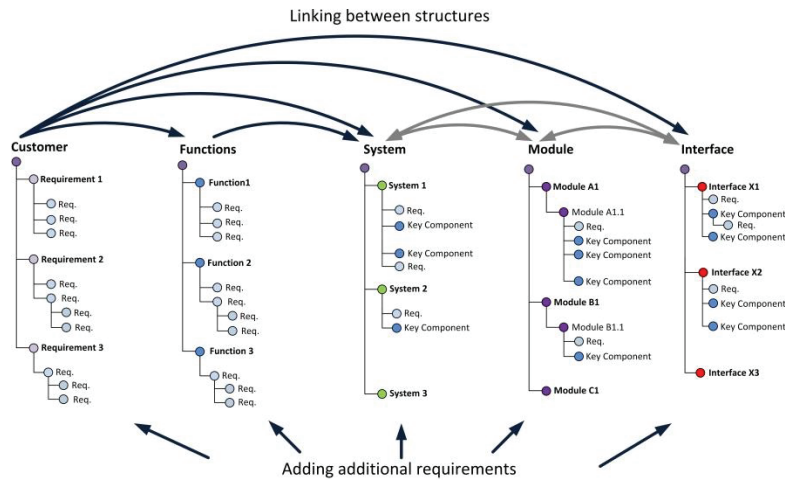 Linking between structures
Customer
Requirement 1
Req.
Req.
Req.
Requirement 2
Req.
Req.
Req.
Req.
Requirement 3
Req.
Req.
Req.
Functions
Function1
Req.
Req.
Req.
Function 2
Req.
Req.
Req.
Req.
Function 3
Req.
Req.
Req.
System
System 1
Req.
Key Component
Key Component
Req.
System 2
Req.
Key Component
System 3
Module
Module A1
Module A1.1
Req.
Key Component
Key Component
Key Component
Module B1
Module B1.1
Req.
Key Component
Module C1
Interface
Interface X1
Req.
Key Component
Req.
Key Component
Interface X2
Req.
Key Component
Key Component
Interface X3
Adding additional requirements